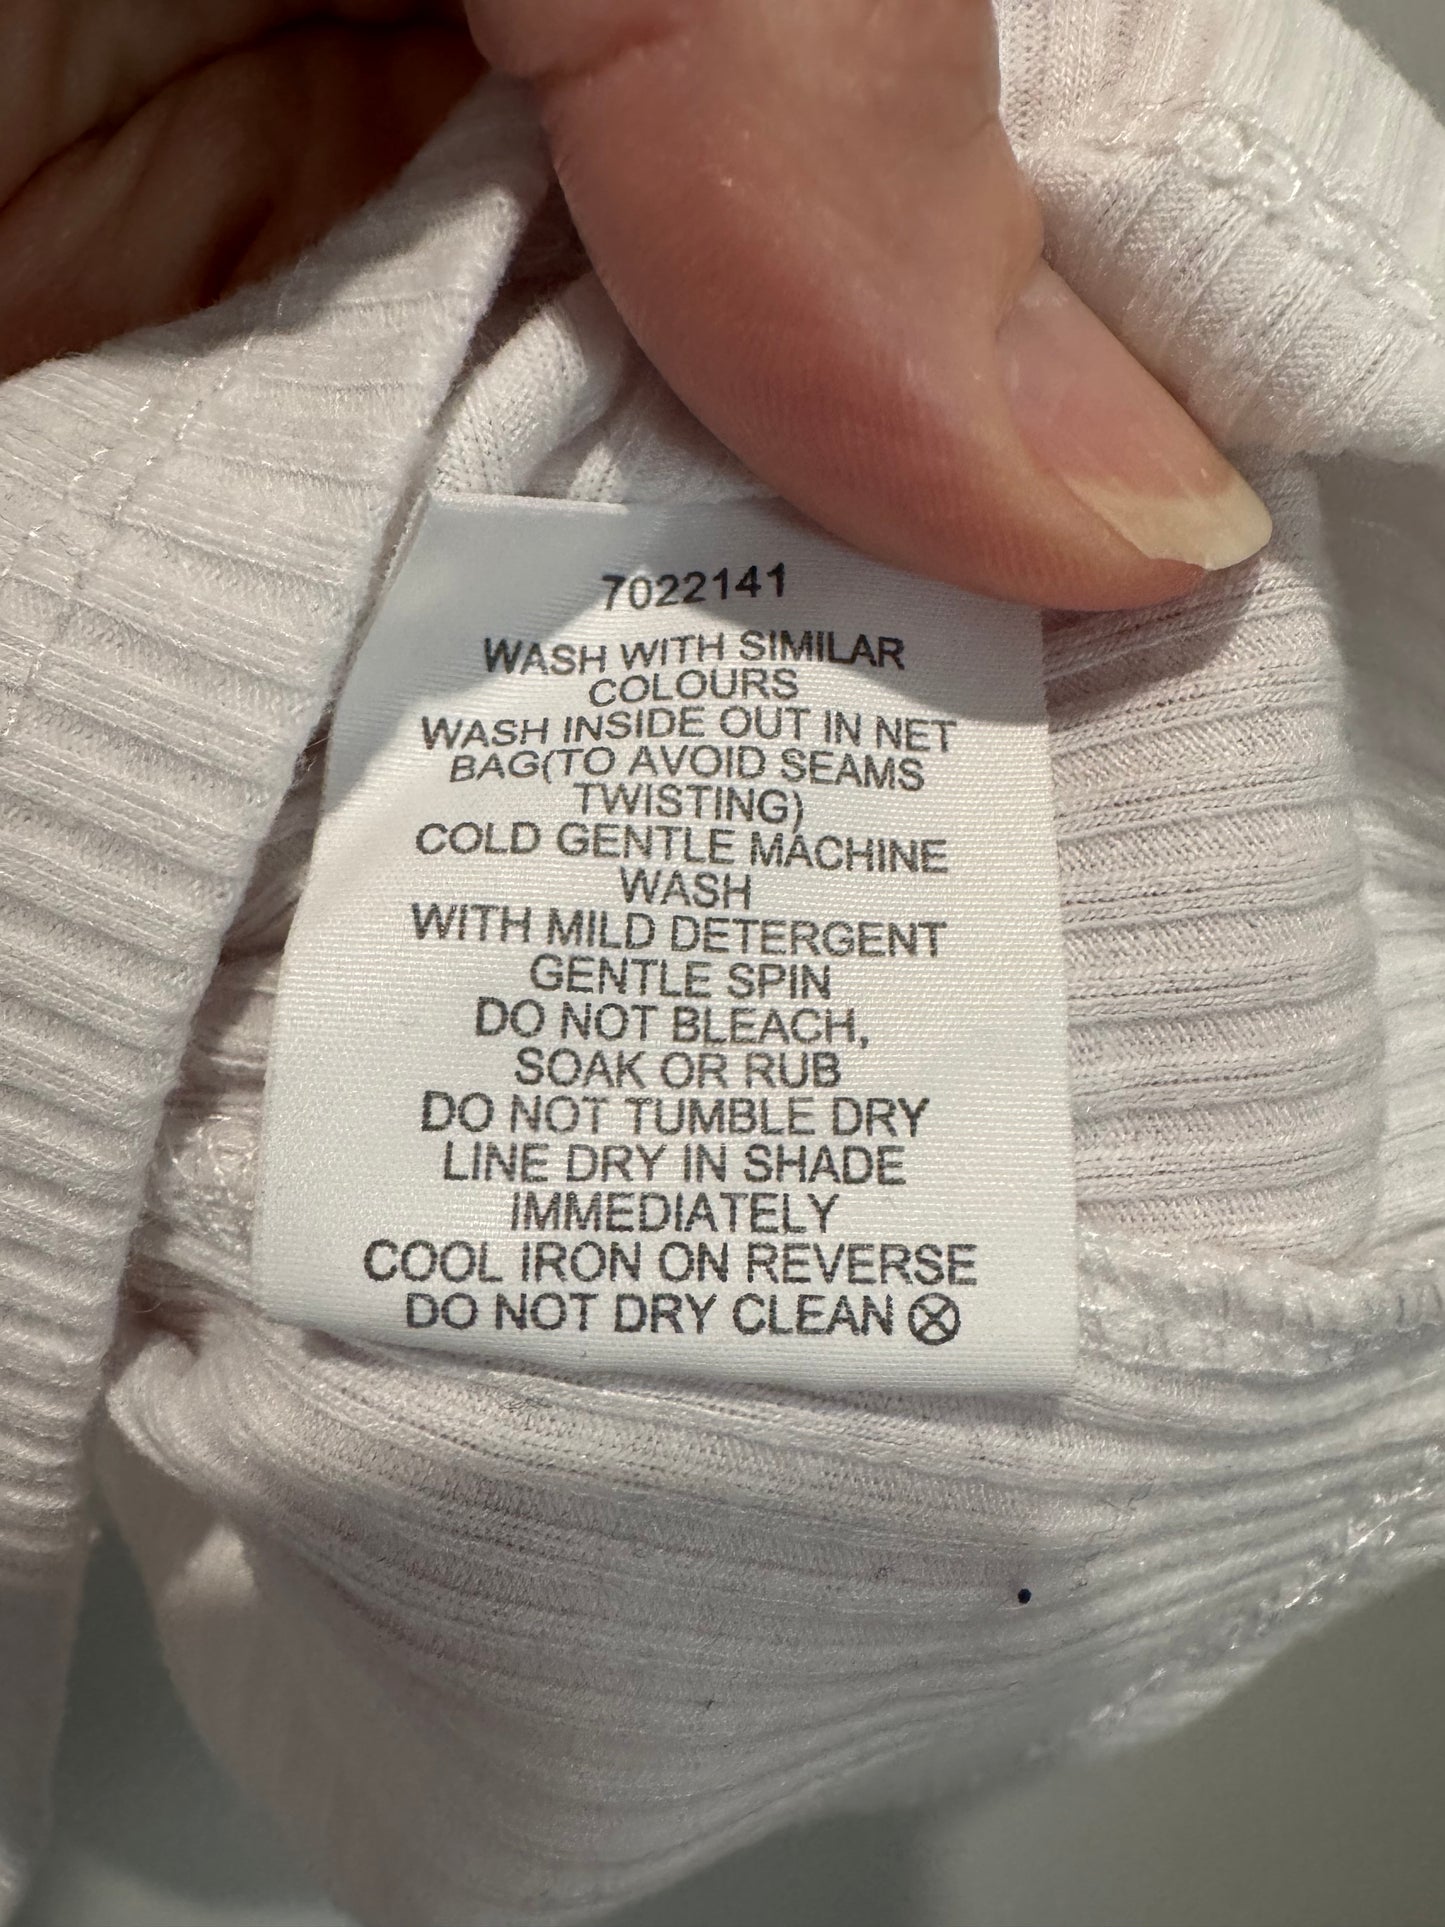 7022141
WASH WITH SIMILAR
COLOURS
WASH INSIDE OUT IN NET
BAG(TO AVOID SEAMS
TWISTING)
COLD GENTLE MACHINE
WASH
WITH MILD DETERGENT
GENTLE SPIN
DO NOT BLEACH,
SOAK OR RUB
DO NOT TUMBLE DRY
LINE DRY IN SHADE
IMMEDIATELY
COOL IRON ON REVERSE
DO NOT DRY CLEAN